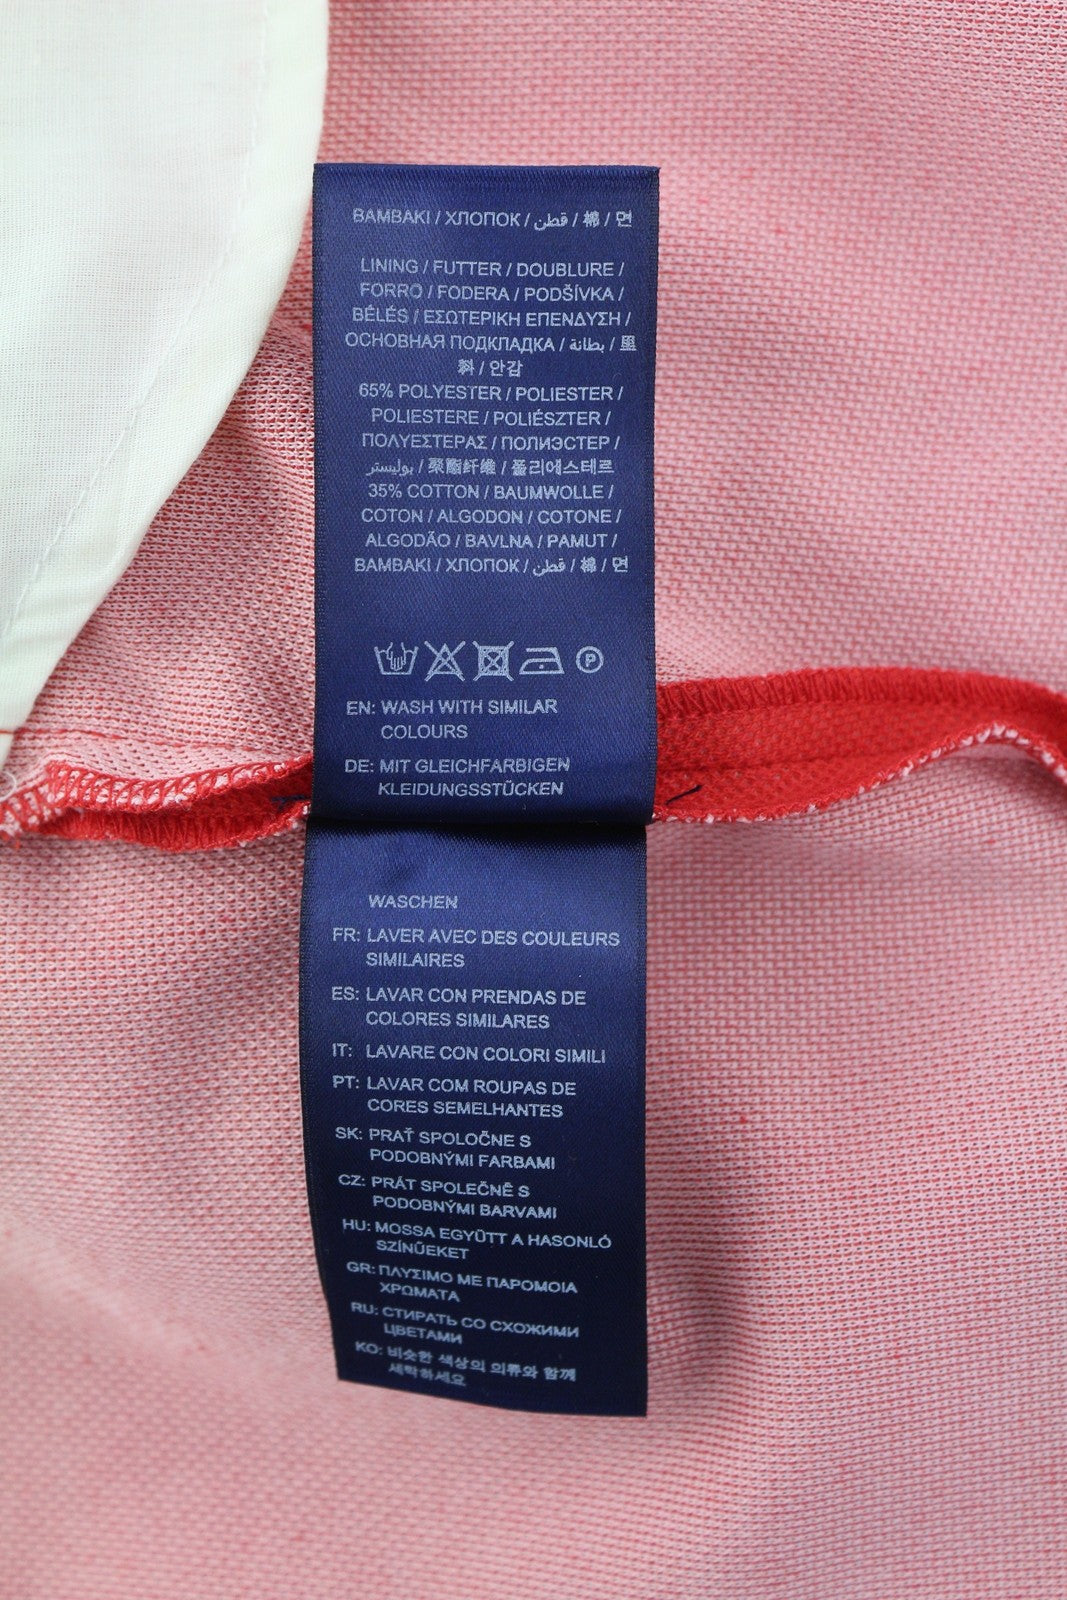 BAMBAKI / ХЛОПОК / قطن / 棉 / 면
LINING / FUTTER / DOUBLURE /
FORRO / FODERA / PODŠÍVKA /
BÉLÉS / ΕΣΩΤΕΡΙΚΗ ΕΠΕΝΔΥΣΗ /
ОСНОВНАЯ ПОДКЛАДКА / بطانة / 里
料 / 안감
65% POLYESTER / POLIESTER /
POLIESTERE / POLIÉSZTER /
ΠΟΛΥΕΣΤΕΡΑΣ / ПОЛИЭСТЕР /
بوليستر / 聚酯纤维 / 폴리에스테르
35% COTTON / BAUMWOLLE /
COTON / ALGODON / COTONE /
ALGODÃO / BAVLNA / PAMUT /
BAMBAKI / ХЛОПОК / قطن / 棉 / 면
P
EN: WASH WITH SIMILAR
COLOURS
DE: MIT GLEICHFARBIGEN
KLEIDUNGSSTÜCKEN
WASCHEN
FR: LAVER AVEC DES COULEURS
SIMILAIRES
ES: LAVAR CON PRENDAS DE
COLORES SIMILARES
IT: LAVARE CON COLORI SIMILI
PT: LAVAR COM ROUPAS DE
CORES SEMELHANTES
SK: PRAŤ SPOLOČNE S
PODOBNÝMI FARBAMI
CZ: PRÁT SPOLEČNĚ S
PODOBNÝMI BARVAMI
HU: MOSSA EGYÜTT A HASONLÓ
SZÍNŰEKET
GR: ΠΛΥΣΙΜΟ ΜΕ ΠΑΡΟΜΟΙΑ
ΧΡΩΜΑΤΑ
RU: СТИРАТЬ СО СХОЖИМИ
ЦВЕТАМИ
KO: 비슷한 색상의 의류와 함께
세탁하세요